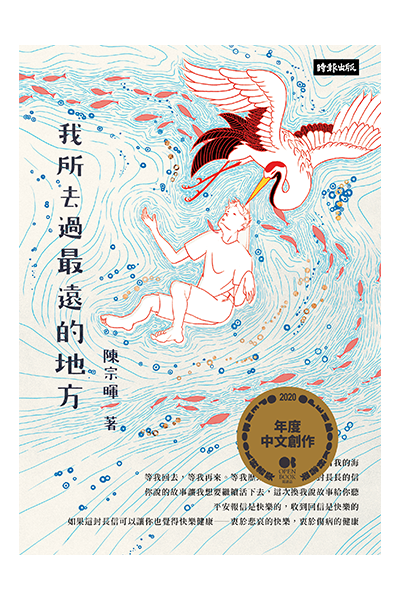 時報出版
我所去過最遠的地方
陳宗暉 著
2020
年度
中文創作
OPEN
BOOK
我的海
等我回去,等我再來。等我
封長長的信
你說的故事讓我想要繼續活下去,這次換我說故事給你聽
平安報信是快樂的,收到回信是快樂的
如果這封長信可以讓你也覺得快樂健康——衷於悲哀的快樂,衷於傷病的健康